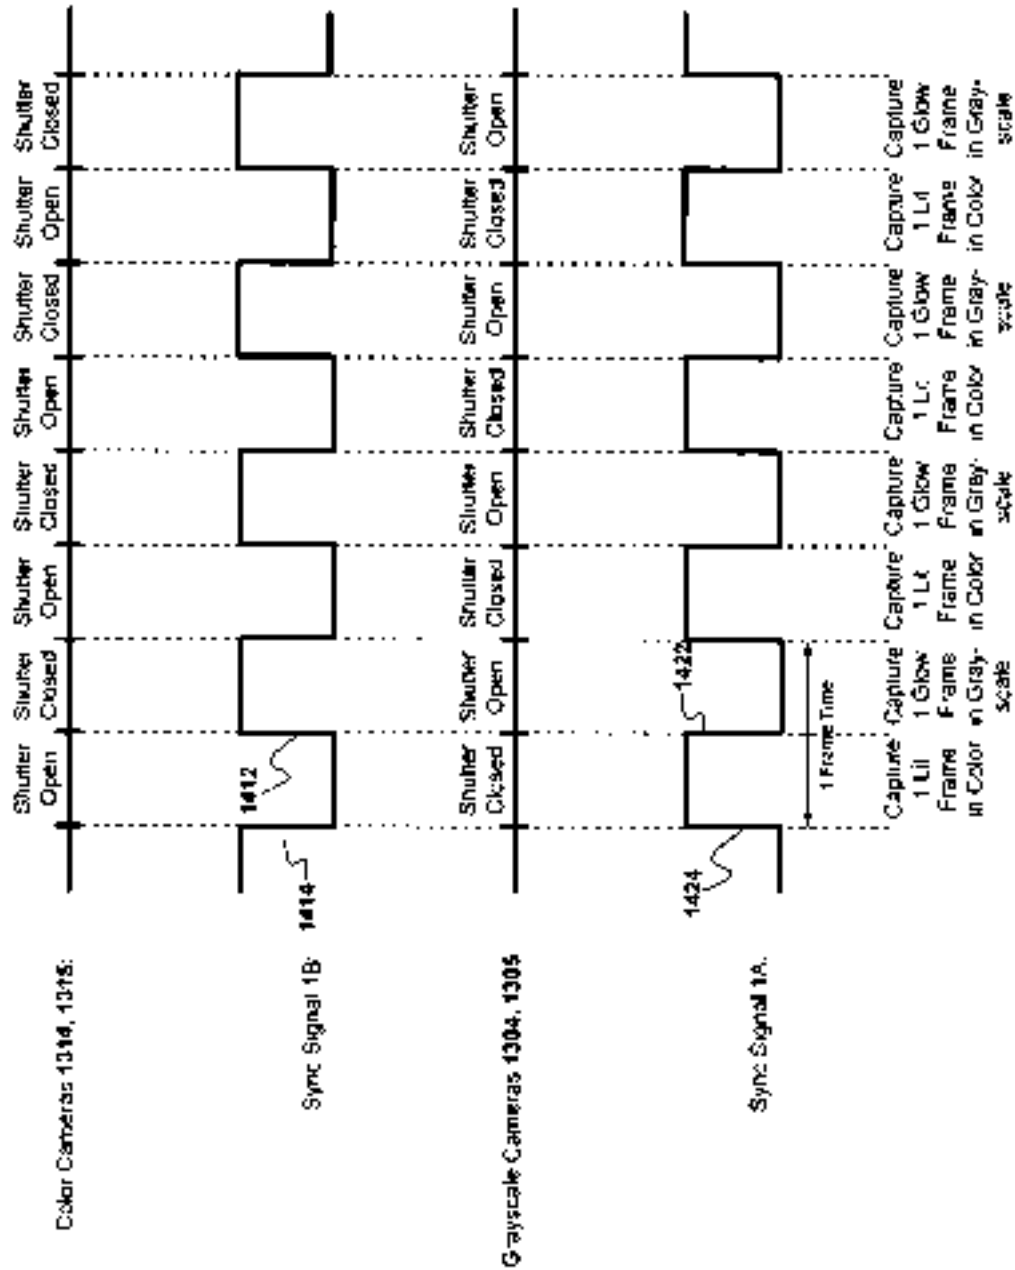 Color Cameras 1314, 1315:
Shutter
Open
Shutter
Closed
Shutter
Open
Shutter
Closed
Shutter
Open
Shutter
Closed
Shutter
Open
Shutter
Closed
Sync Signal 1B:
1414
1412
Grayscale Cameras 1304, 1305
Shutter
Closed
Shutter
Open
Shutter
Closed
Shutter
Open
Shutter
Closed
Shutter
Open
Shutter
Closed
Shutter
Open
Sync Signal 1A:
1424
1422
1 Frame Time
Capture
1 Lit
Frame
in Color
Capture
1 Glow
Frame
in Gray-
scale
Capture
1 Lit
Frame
in Color
Capture
1 Glow
Frame
in Gray-
scale
Capture
1 Lit
Frame
in Color
Capture
1 Glow
Frame
in Gray-
scale
Capture
1 Lit
Frame
in Color
Capture
1 Glow
Frame
in Gray-
scale